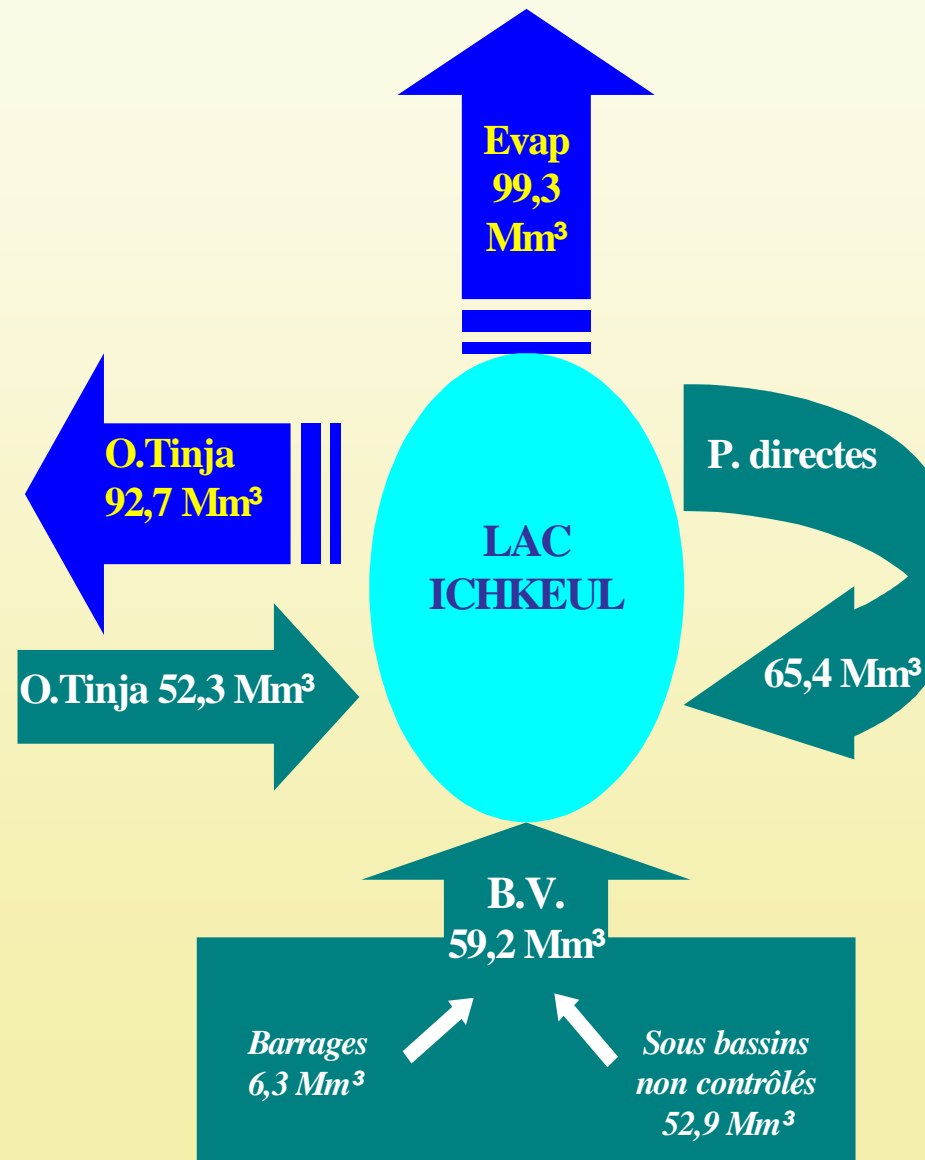 Evap
99,3
Mm³
O.Tinja
92,7 Mm³
P. directes
LAC
ICHKEUL
O.Tinja 52,3 Mm³
65,4 Mm³
B.V.
59,2 Mm³
Barrages
6,3 Mm³
Sous bassins
non contrôlés
52,9 Mm³